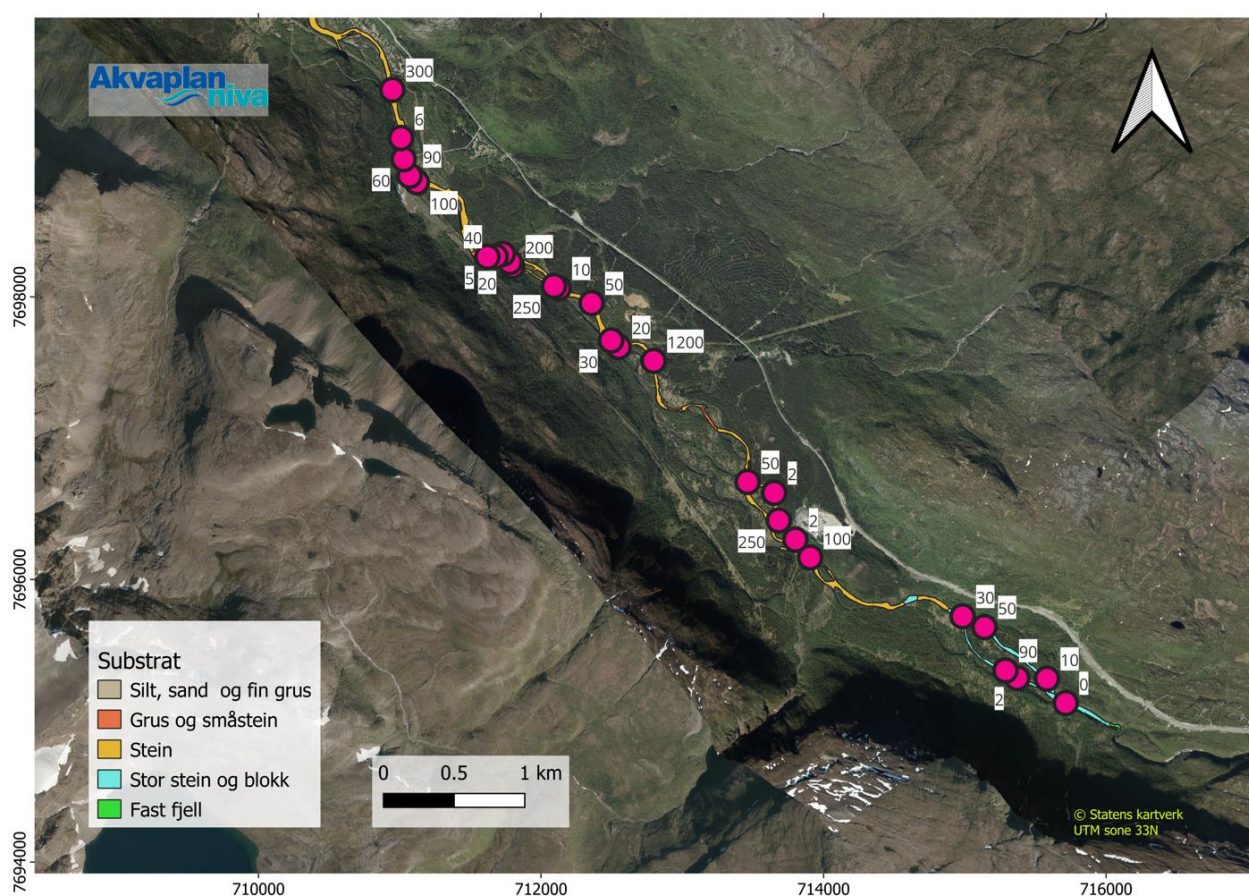 Akvaplan
niva
300
6
90
60
100
40
200
5
20
10
250
50
20
30
1200
50
2
2
250
100
30
50
90
10
2
0
7698000
7696000
7694000
Substrat
Silt, sand og fin grus
Grus og småstein
Stein
Stor stein og blokk
Fast fjell
0 0.5 1 km
© Statens kartverk
UTM sone 33N
710000 712000 714000 716000